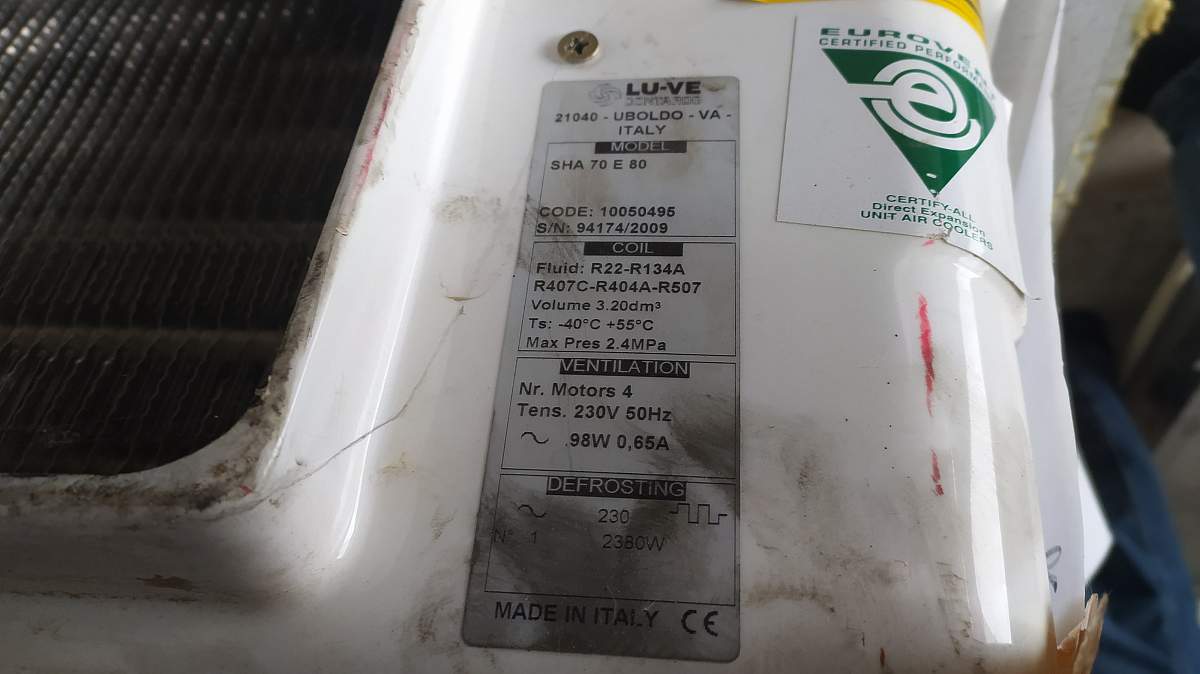 LU-VE
CONTARDO
21040 - UBOLDO - VA -
ITALY
MODEL
SHA 70 E 80
CODE: 10050495
S/N: 94174/2009
COIL
Fluid: R22-R134A
R407C-R404A-R507
Volume 3.20dm³
Ts: -40°C +55°C
Max Pres 2.4MPa
VENTILATION
Nr. Motors 4
Tens. 230V 50Hz
98W 0,65A
DEFROSTING
230
N° 1 2380W
MADE IN ITALY CE
EUROVENT
CERTIFIED PERFORMANCE
e
CERTIFY-ALL
Direct Expansion
UNIT AIR COOLERS